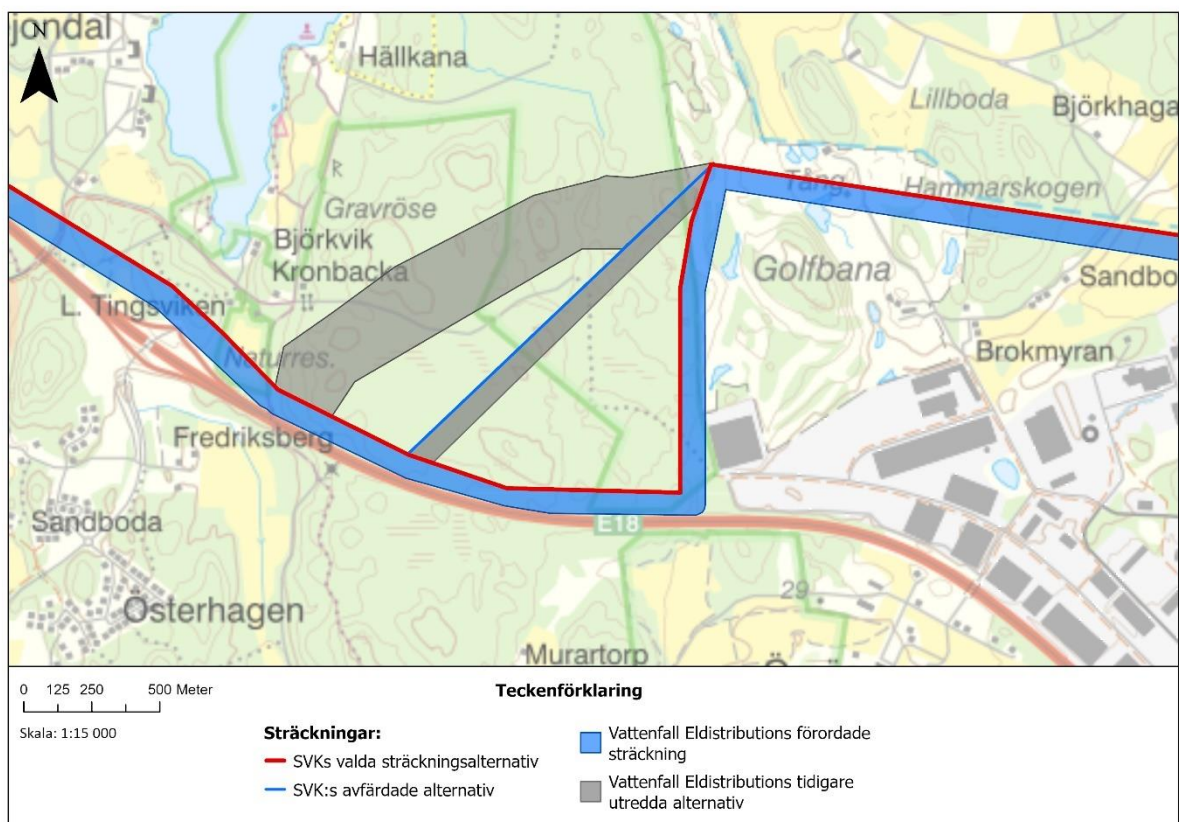 jondal
N
Hällkana
Lillboda
Björkhaga
R
Gravröse
Tång.
Hammarskogen
Björkvik
Kronbacka
Golfbana
Sandbo
L. Tingsviken
Naturres.
Brokmyran
Fredriksberg
E18
Sandboda
29
Österhagen
Murartorp
Ö
0 125 250 500 Meter
Skala: 1:15 000
Teckenförklaring
Sträckningar:
SVKs valda sträckningsalternativ
SVK:s avfärdade alternativ
Vattenfall Eldistributions förordade
sträckning
Vattenfall Eldistributions tidigare
utredda alternativ